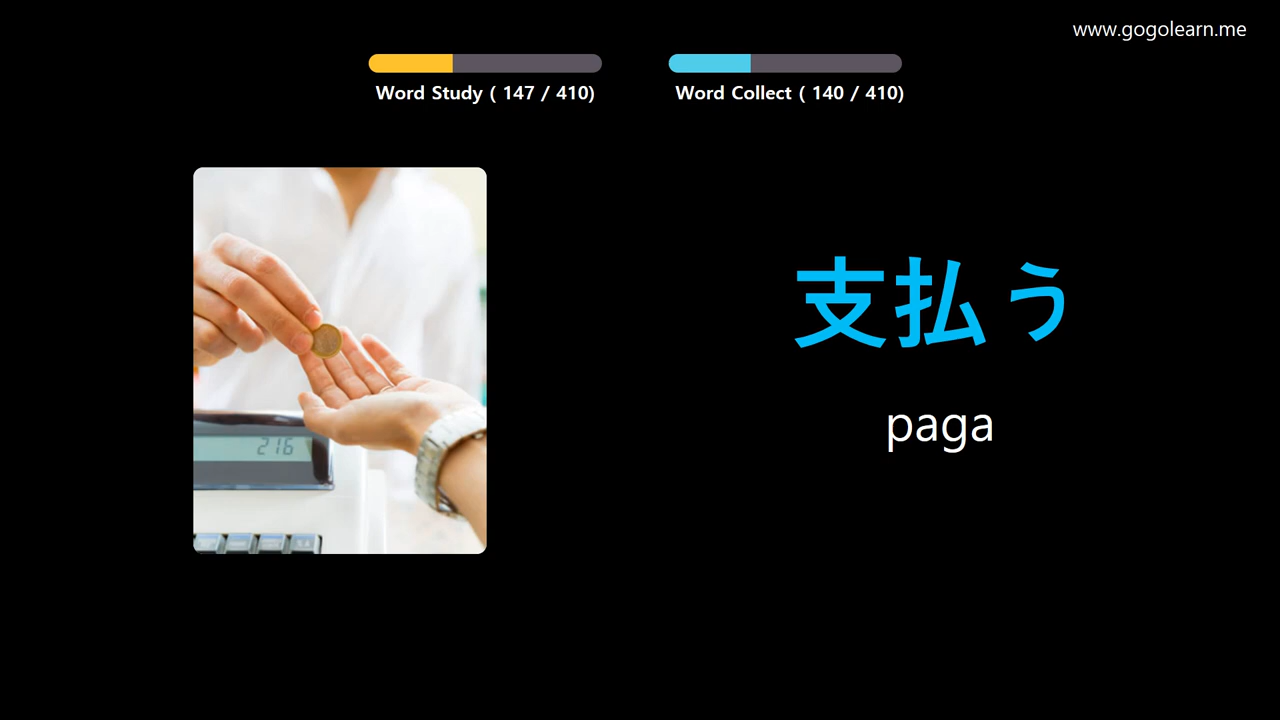 www.gogolearn.me
Word Study ( 147 / 410)
Word Collect ( 140 / 410)
支払う
paga
216